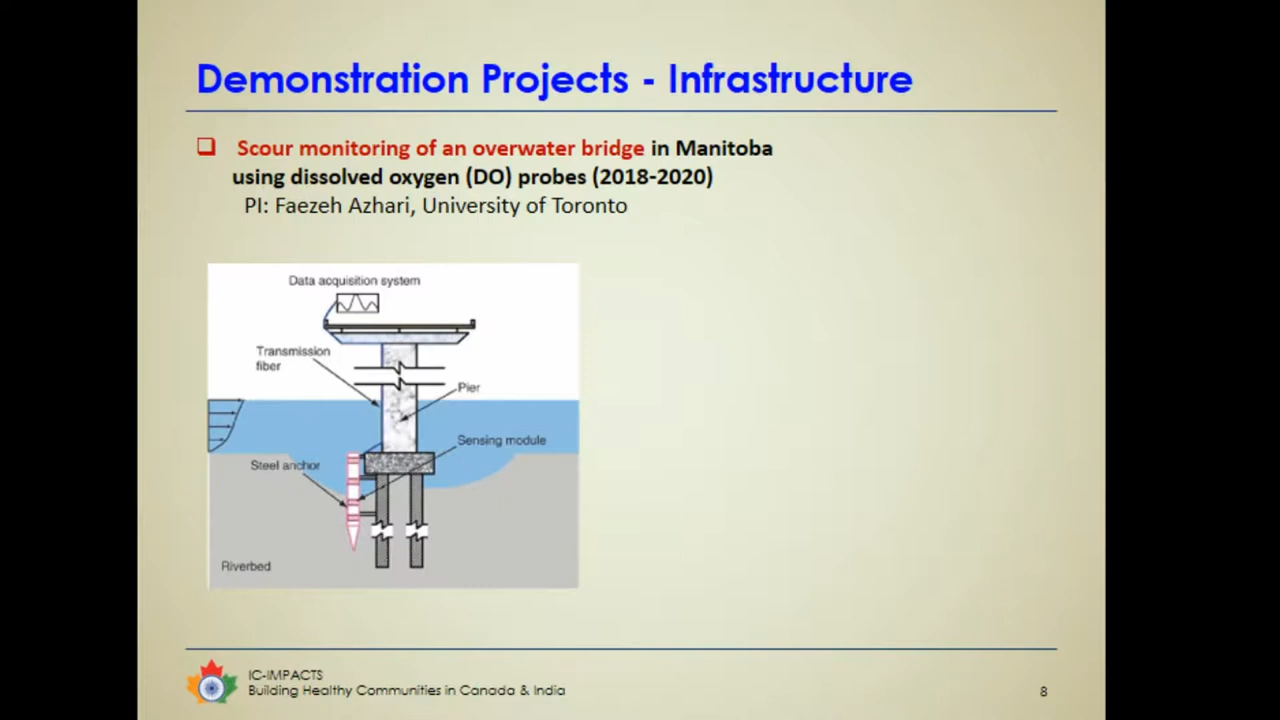 Demonstration Projects - Infrastructure
Scour monitoring of an overwater bridge in Manitoba
using dissolved oxygen (DO) probes (2018-2020)
PI: Faezeh Azhari, University of Toronto
Data acquisition system
Transmission
fiber
Pier
Sensing module
Steel anchor
Riverbed
IC-IMPACTS
Building Healthy Communities in Canada & India
8